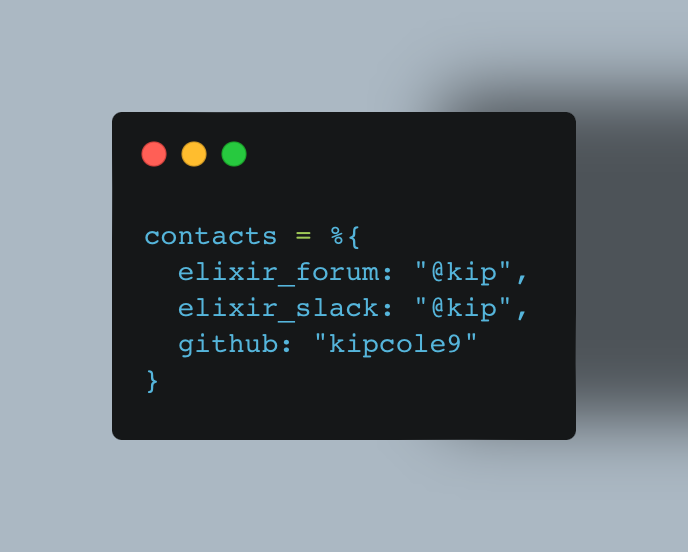 contacts = %{
  elixir_forum: "@kip",
  elixir_slack: "@kip",
  github: "kipcole9"
}